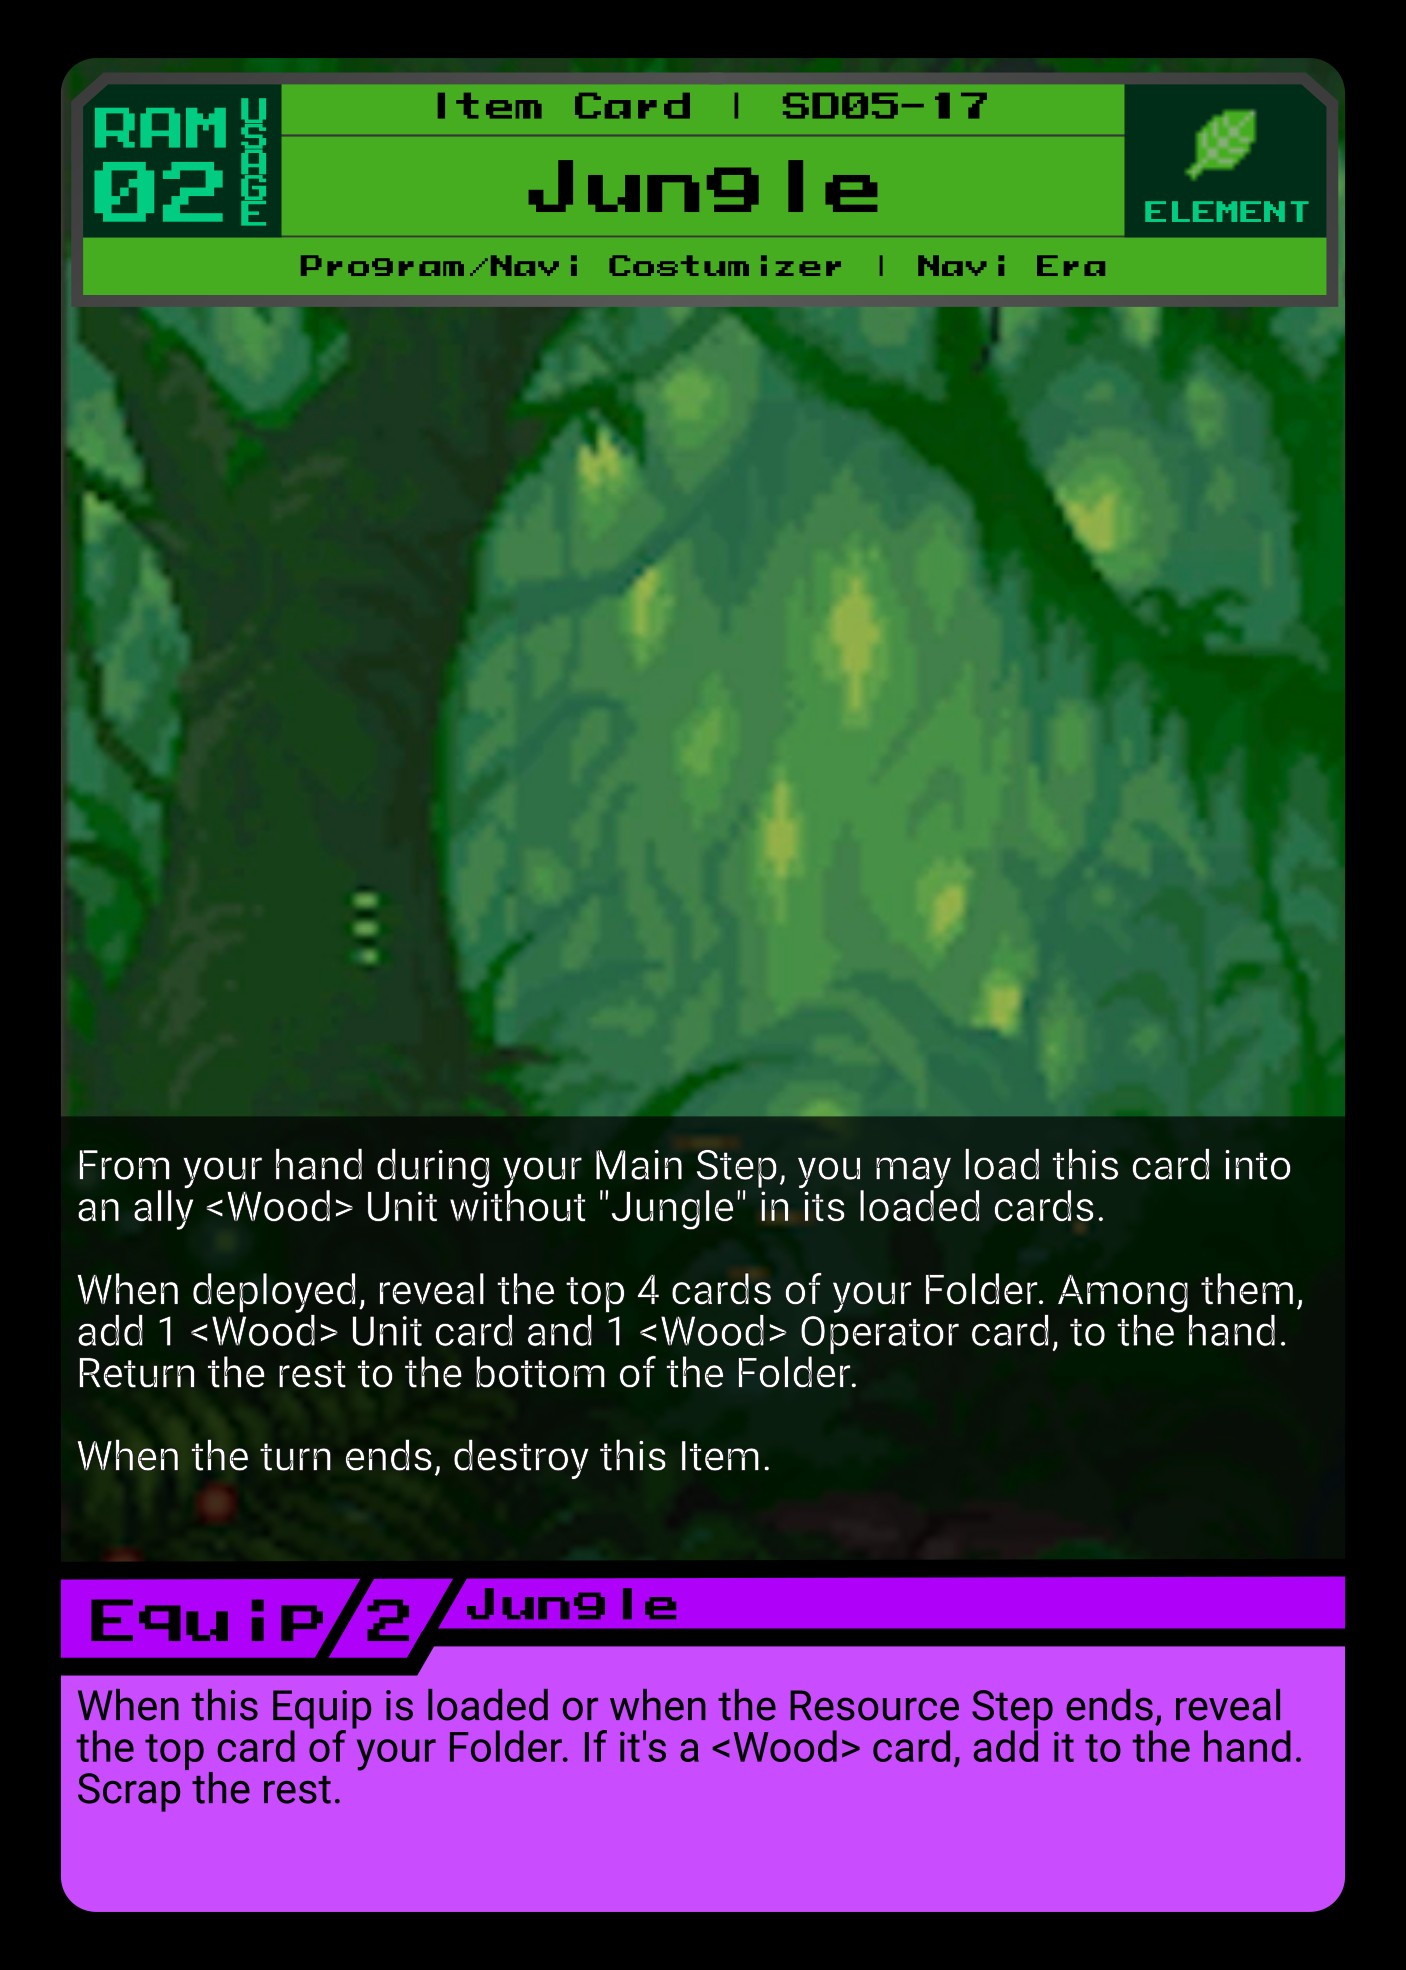 RAM
02
USAGE
Item Card | SD05-17
Jungle
ELEMENT
Program/Navi Costumizer | Navi Era
From your hand during your Main Step, you may load this card into
an ally <Wood> Unit without "Jungle" in its loaded cards.
When deployed, reveal the top 4 cards of your Folder. Among them,
add 1 <Wood> Unit card and 1 <Wood> Operator card, to the hand.
Return the rest to the bottom of the Folder.
When the turn ends, destroy this Item.
Equip/2/Jungle
When this Equip is loaded or when the Resource Step ends, reveal
the top card of your Folder. If it's a <Wood> card, add it to the hand.
Scrap the rest.